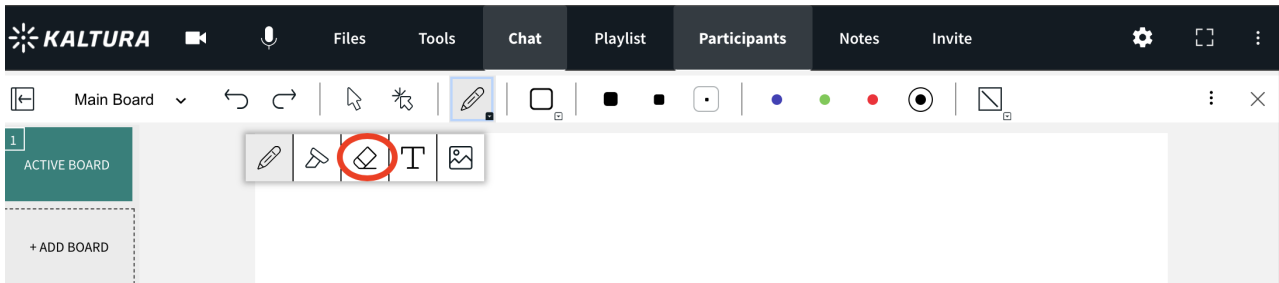 KALTURA Files Tools Chat Playlist Participants Notes Invite
Main Board
1
ACTIVE BOARD
T
+ ADD BOARD